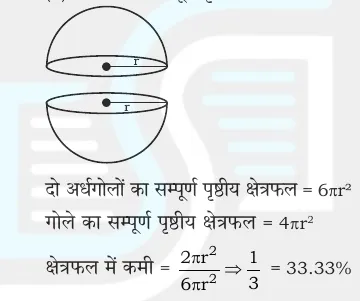 r
r
दो अर्धगोलों का सम्पूर्ण पृष्ठीय क्षेत्रफल = 6πr²
गोले का सम्पूर्ण पृष्ठीय क्षेत्रफल = 4πr²
क्षेत्रफल में कमी = 2πr²/6πr² ⇒ 1/3 = 33.33%